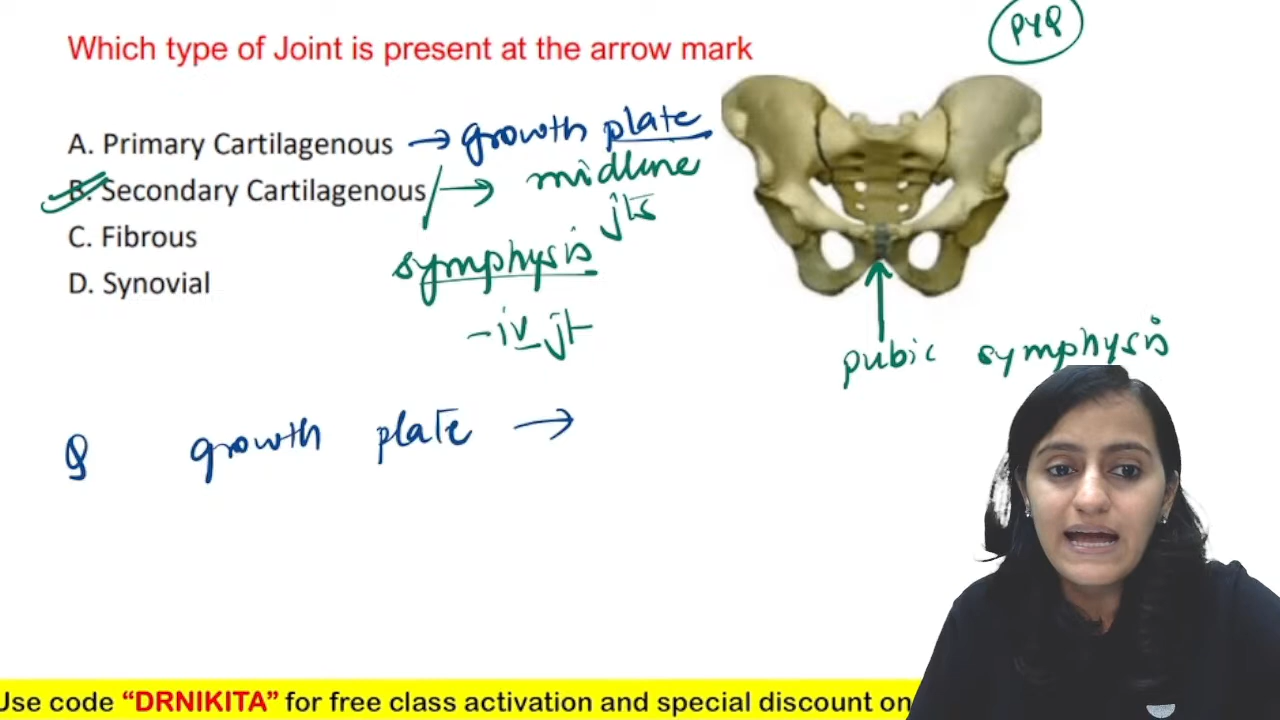 PYQ
Which type of Joint is present at the arrow mark
A. Primary Cartilagenous → growth plate
B. Secondary Cartilagenous → midline jts
symphysis
- iv jt
C. Fibrous
D. Synovial
pubic symphysis
Q growth plate →
Use code “DRNIKITA” for free class activation and special discount on